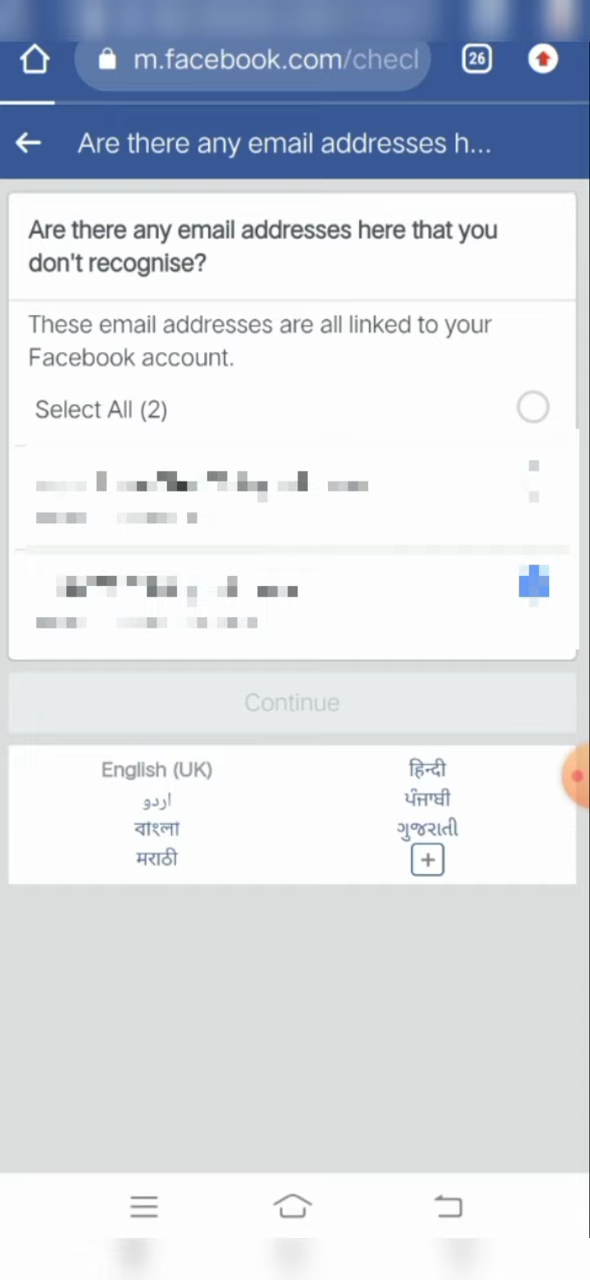 m.facebook.com/checl
26
Are there any email addresses h...
Are there any email addresses here that you
don't recognise?
These email addresses are all linked to your
Facebook account.
Select All (2)
Continue
English (UK)
हिन्दी
اردو
ਪੰਜਾਬੀ
বাংলা
ગુજરાતી
मराठी